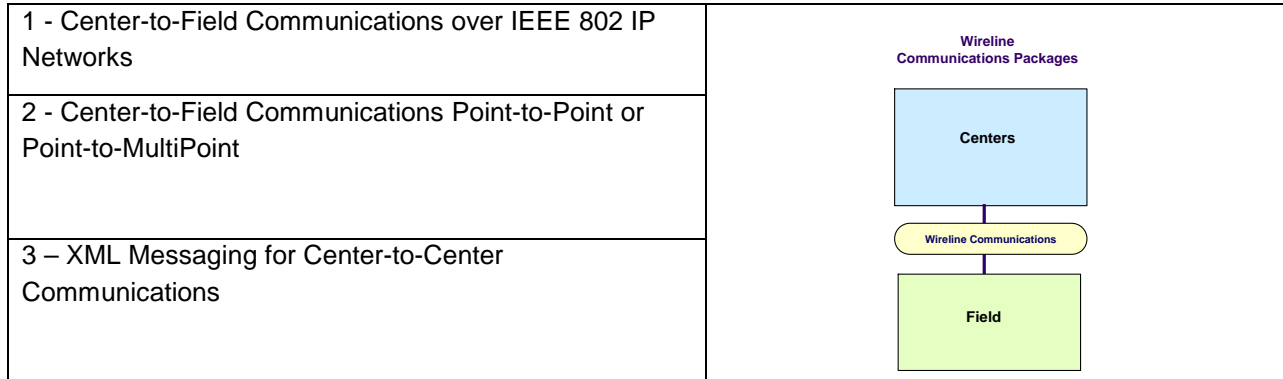 1 - Center-to-Field Communications over IEEE 802 IP
Networks
2 - Center-to-Field Communications Point-to-Point or
Point-to-MultiPoint
3 – XML Messaging for Center-to-Center
Communications
Wireline
Communications Packages
Centers
Wireline Communications
Field